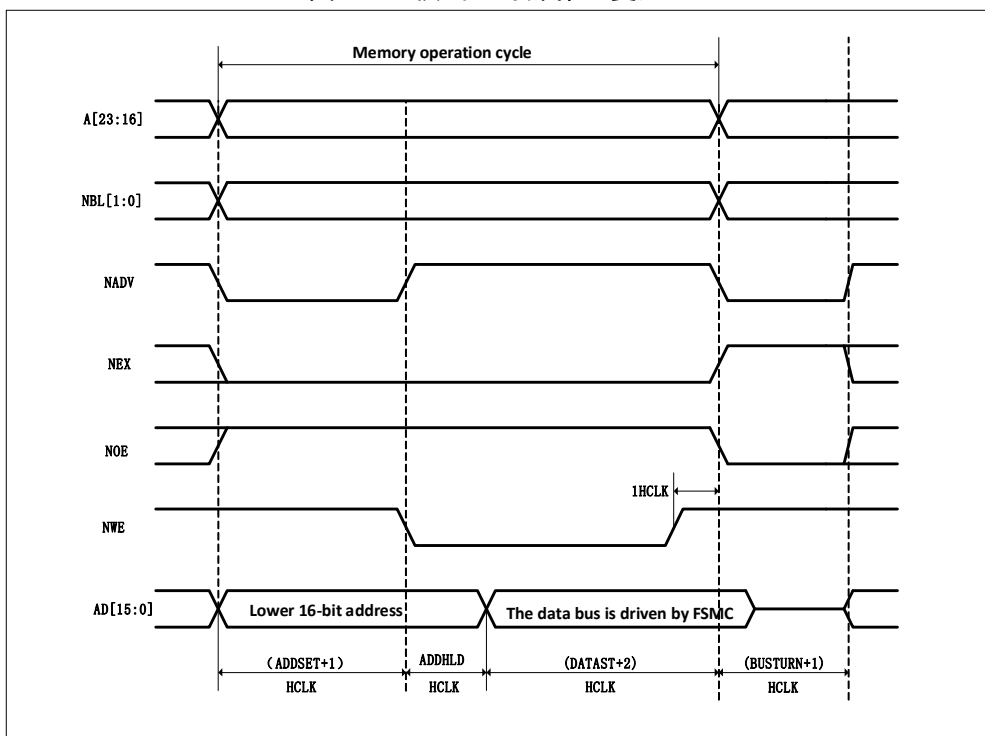 Memory operation cycle
A[23:16]
NBL[1:0]
NADV
NEX
NOE
1HCLK
NWE
AD[15:0]
Lower 16-bit address
The data bus is driven by FSMC
(ADDSET+1)
ADDHLD
(DATAST+2)
(BUSTURN+1)
HCLK
HCLK
HCLK
HCLK